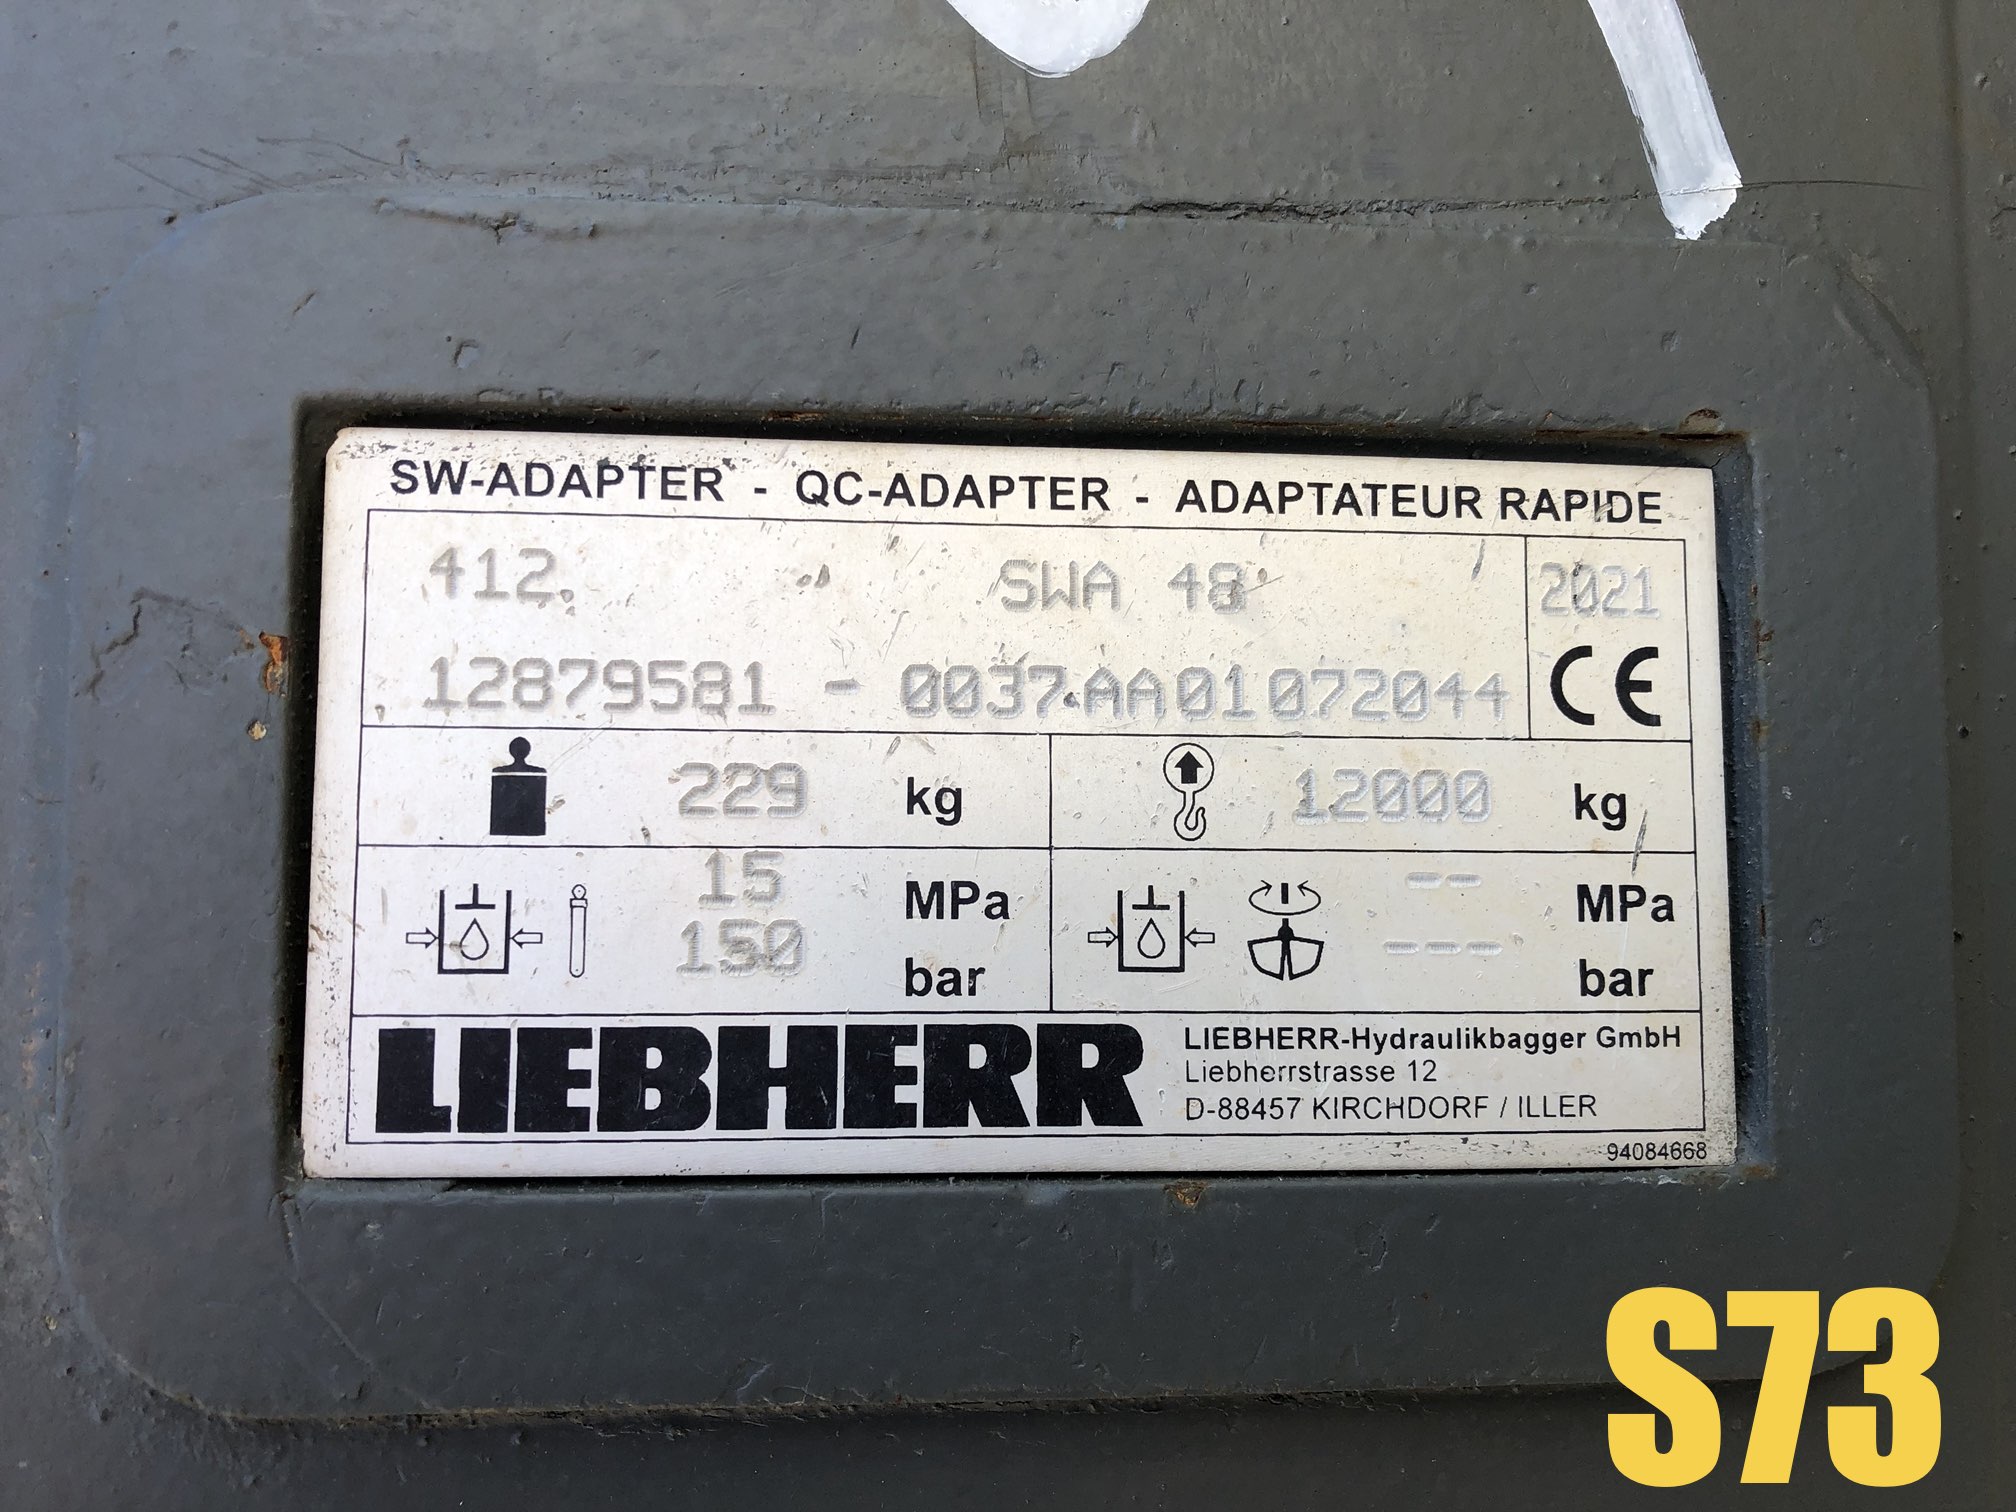 SW-ADAPTER - QC-ADAPTER - ADAPTATEUR RAPIDE
412. SWA 48 2021
12879581 - 0037 AA01072044 CE
229 kg 12000 kg
15 MPa -- MPa
150 bar --- bar
LIEBHERR
LIEBHERR-Hydraulikbagger GmbH
Liebherrstrasse 12
D-88457 KIRCHDORF / ILLER
94084668
S73